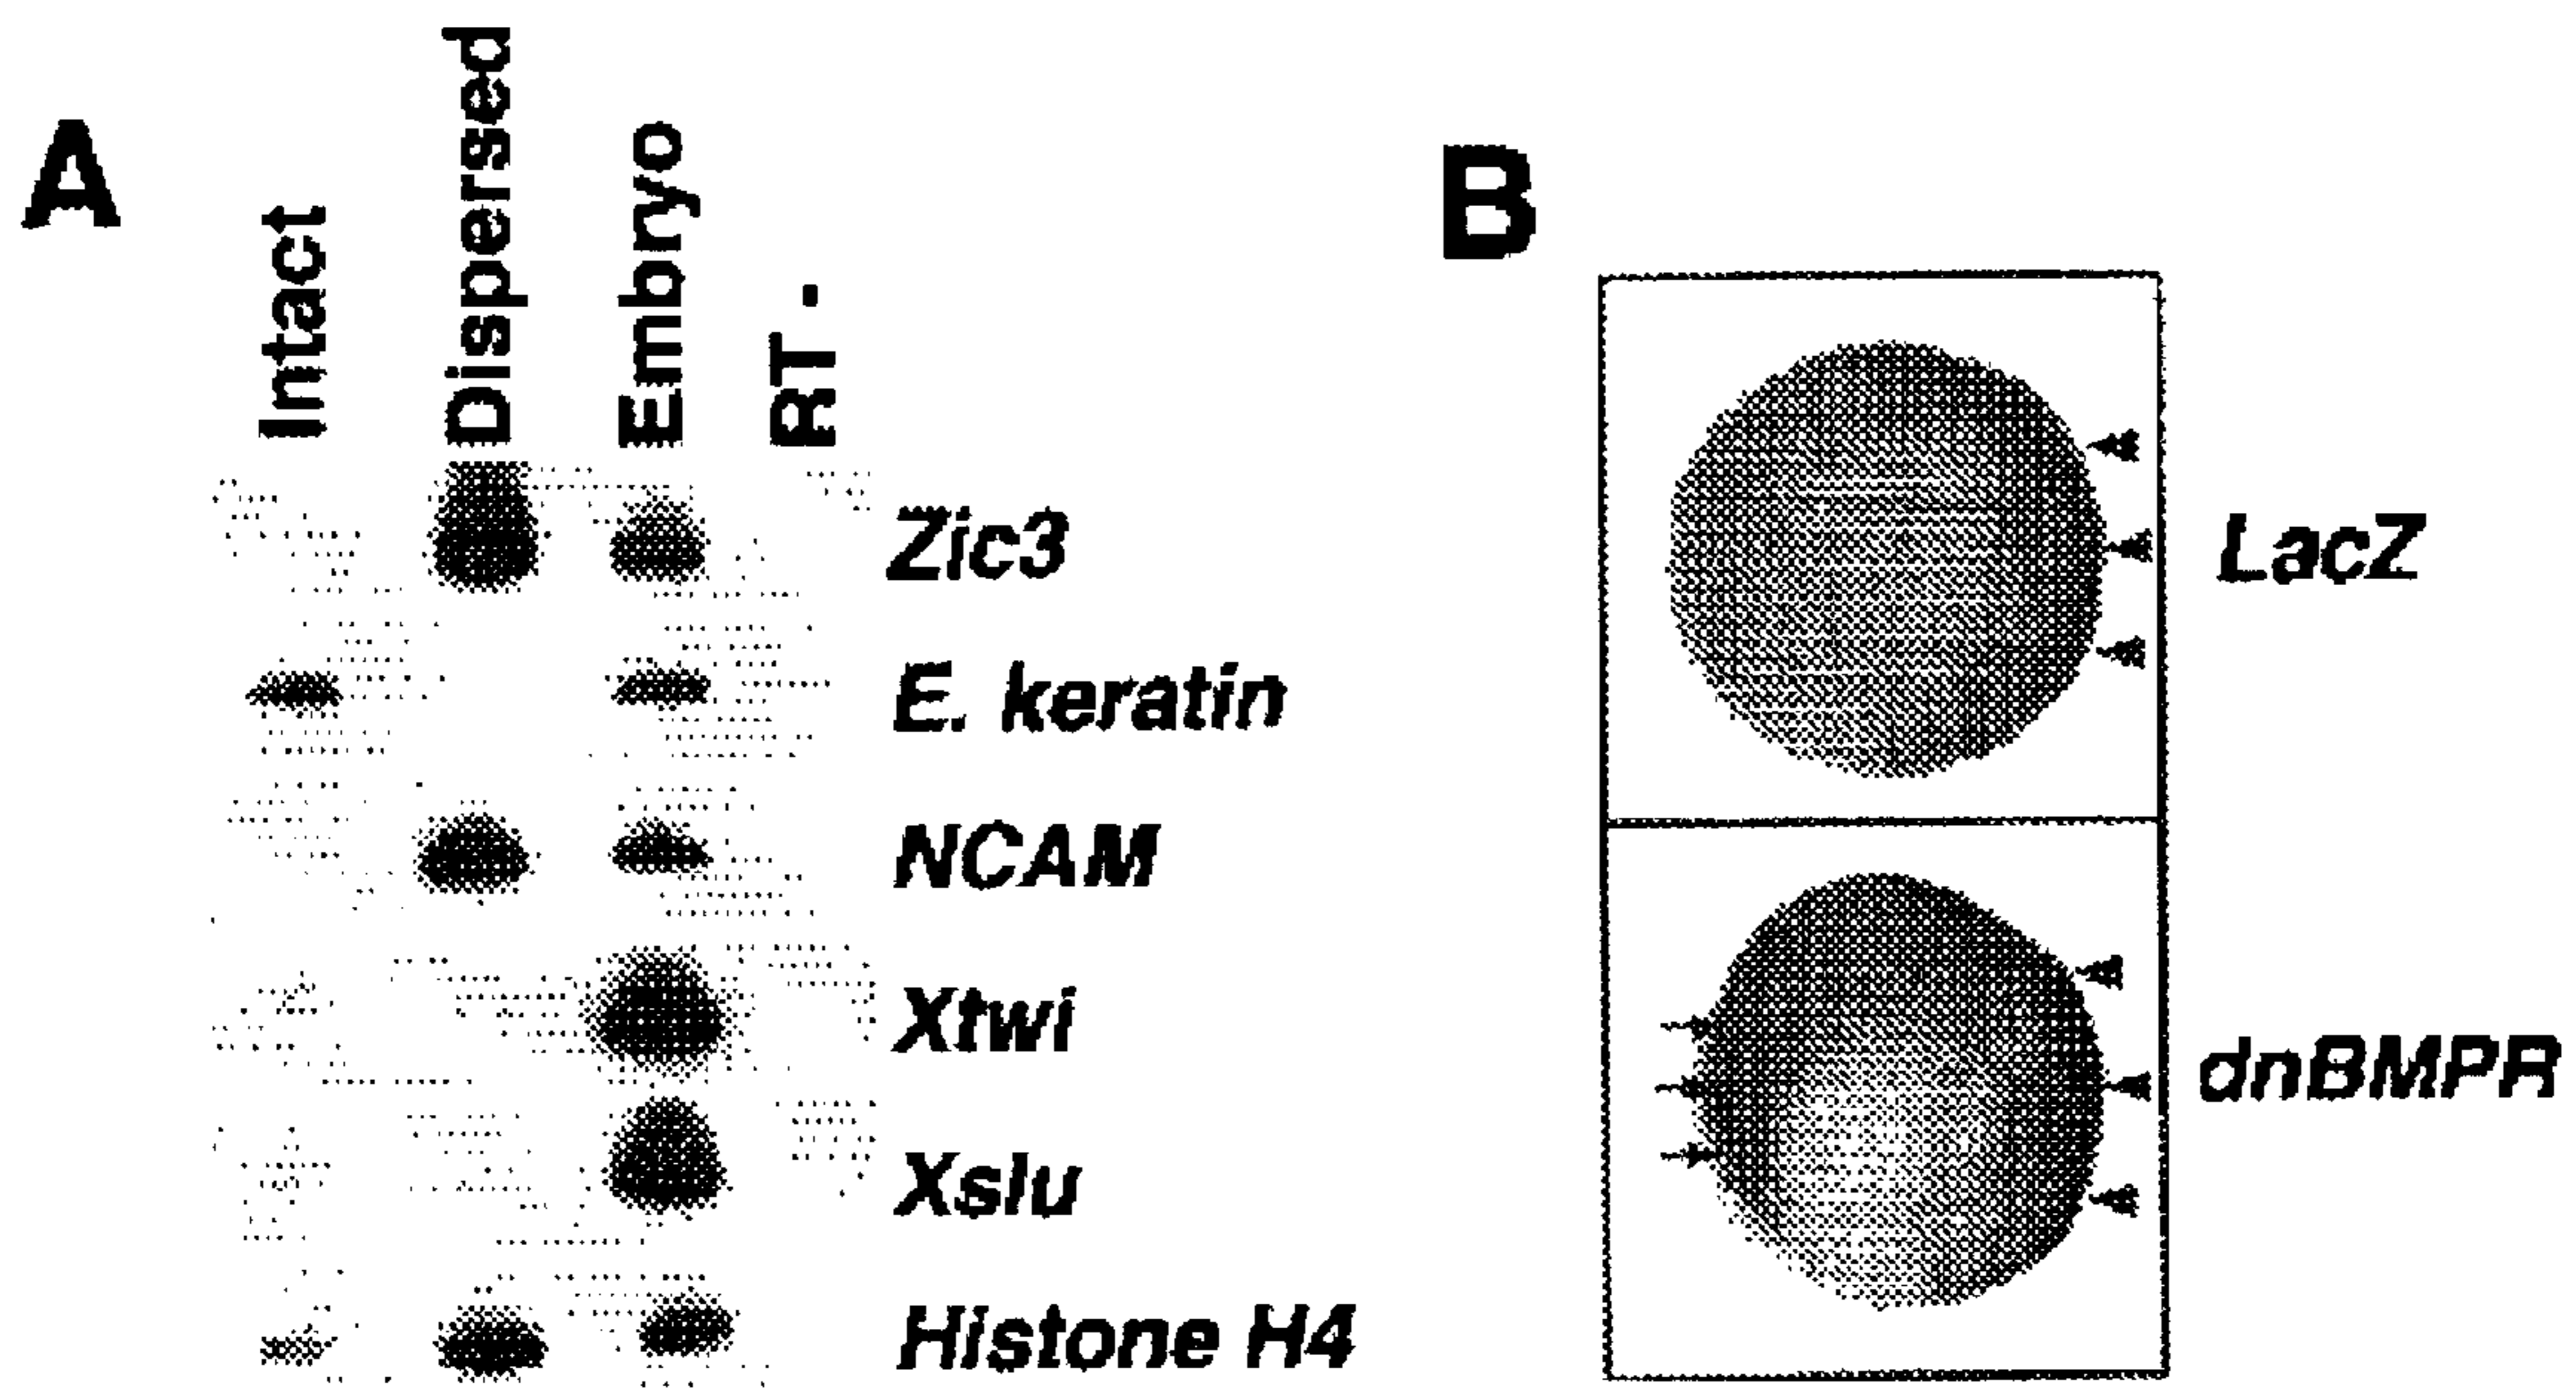 A
Intact
Dispersed
Embryo
RT -
Zic3
E. keratin
NCAM
Xtwi
Xslu
Histone H4
B
LacZ
dnBMPR